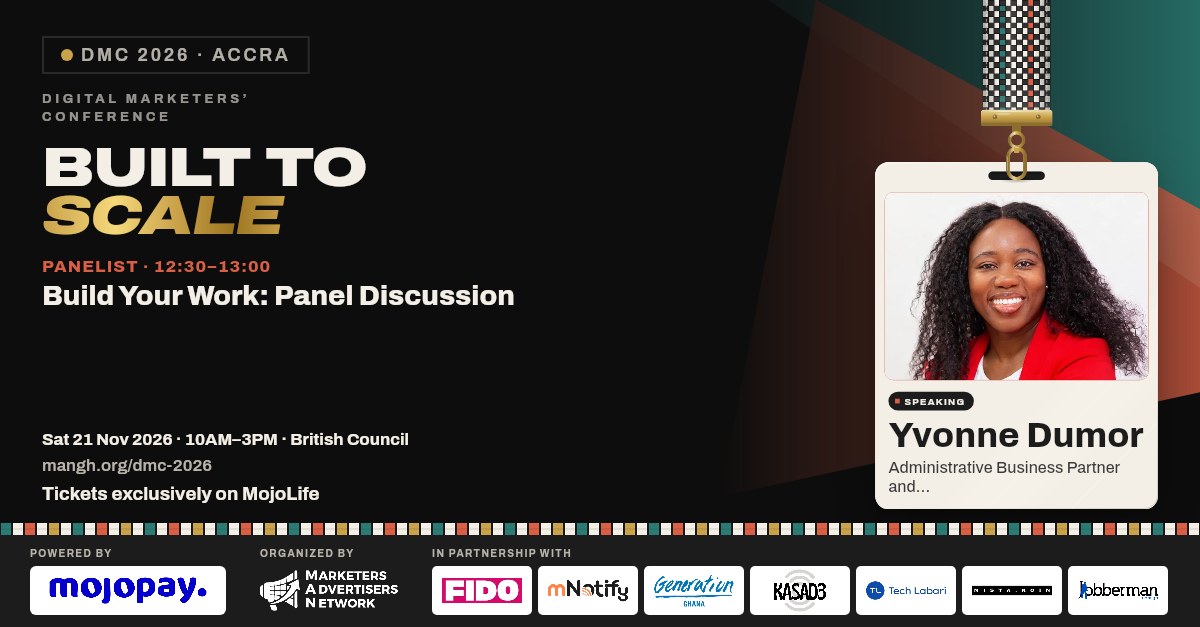 DMC 2026 · ACCRA
DIGITAL MARKETERS'
CONFERENCE
BUILT TO
SCALE
PANELIST · 12:30–13:00
Build Your Work: Panel Discussion
Sat 21 Nov 2026 · 10AM–3PM · British Council
mangh.org/dmc-2026
Tickets exclusively on MojoLife
SPEAKING
Yvonne Dumor
Administrative Business Partner
and...
POWERED BY
mojopay.
ORGANIZED BY
MARKETERS
ADVERTISERS
NETWORK
IN PARTNERSHIP WITH
FIDO
mNotify
Generation
GHANA
KASAD3
TL Tech Labari
Jobberman